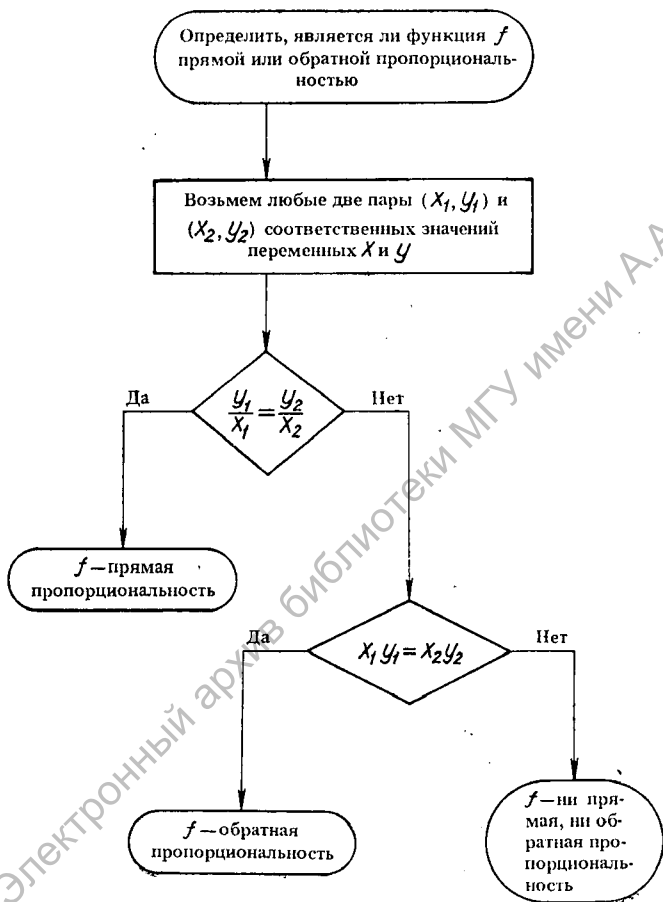 Определить, является ли функция f
прямой или обратной пропорциональ-
ностью
Возьмем любые две пары (X₁, Y₁) и
(X₂, Y₂) соответственных значений
переменных X и Y
Да
Y₁/X₁ = Y₂/X₂
Нет
f — прямая
пропорциональность
Да
X₁Y₁ = X₂Y₂
Нет
f — обратная
пропорциональность
f — ни пря-
мая, ни об-
ратная про-
порциональ-
ность
Электронный архив библиотеки МГУ имени А.А